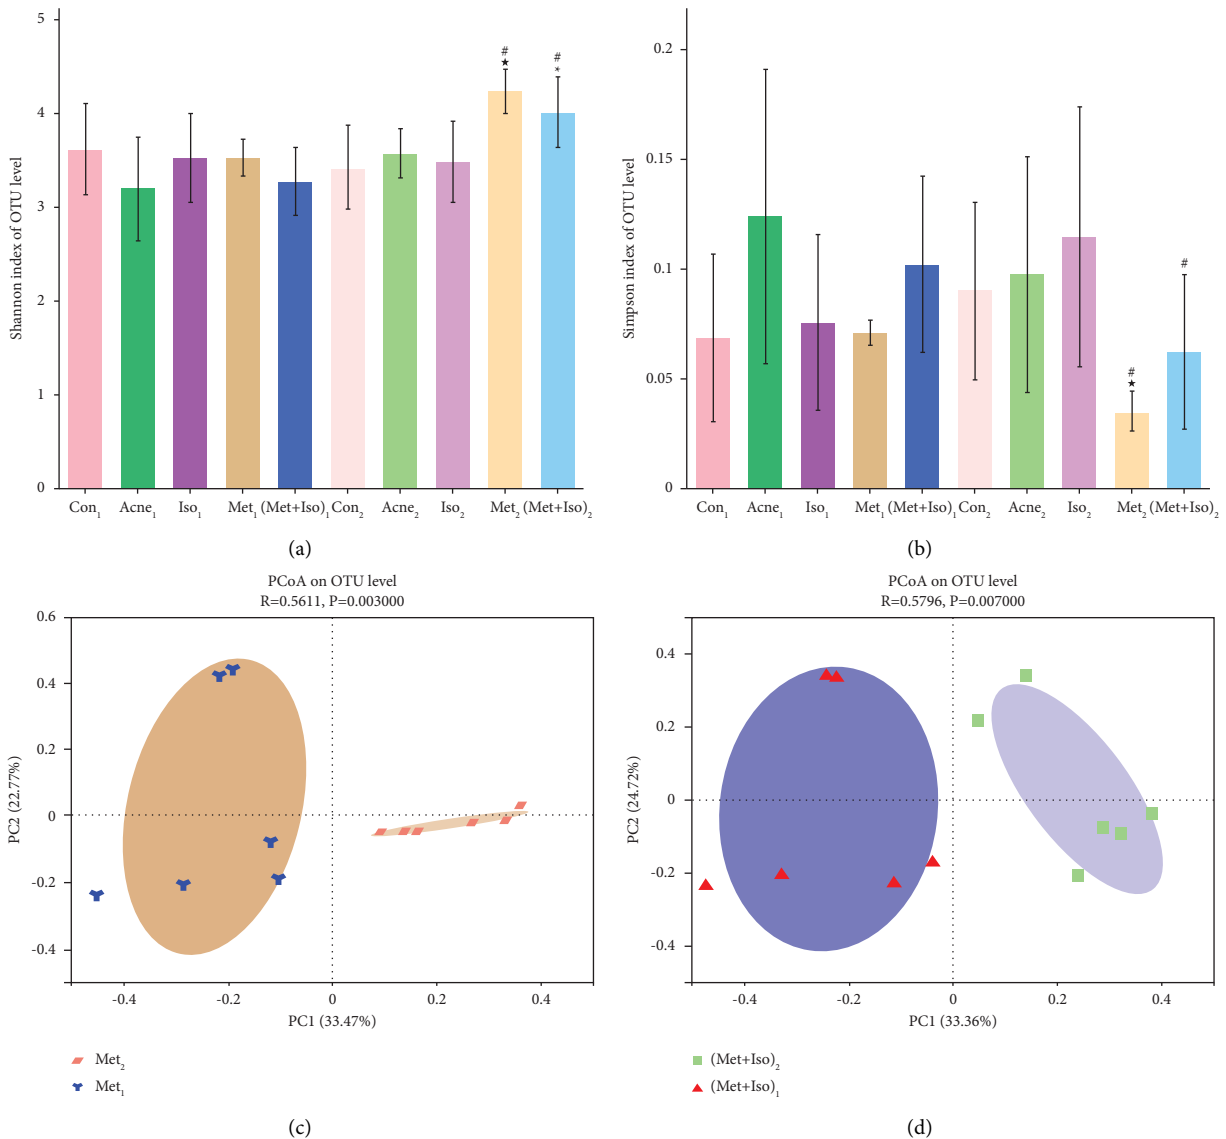 Shannon index of OTU level
5
4
3
2
1
0
#
★
#
*
Con₁ Acne₁ Iso₁ Met₁ (Met+Iso)₁ Con₂ Acne₂ Iso₂ Met₂ (Met+Iso)₂
(a)
Simpson index of OTU level
0.2
0.15
0.1
0.05
0
#
★
#
Con₁ Acne₁ Iso₁ Met₁ (Met+Iso)₁ Con₂ Acne₂ Iso₂ Met₂ (Met+Iso)₂
(b)
PCoA on OTU level
R=0.5611, P=0.003000
PC2 (22.77%)
0.6
0.4
0.2
0
-0.2
-0.4
-0.4 -0.2 0 0.2 0.4
PC1 (33.47%)
Met₂
Met₁
(c)
PCoA on OTU level
R=0.5796, P=0.007000
PC2 (24.72%)
0.4
0.2
0
-0.2
-0.4
-0.4 -0.2 0 0.2 0.4
PC1 (33.36%)
(Met+Iso)₂
(Met+Iso)₁
(d)